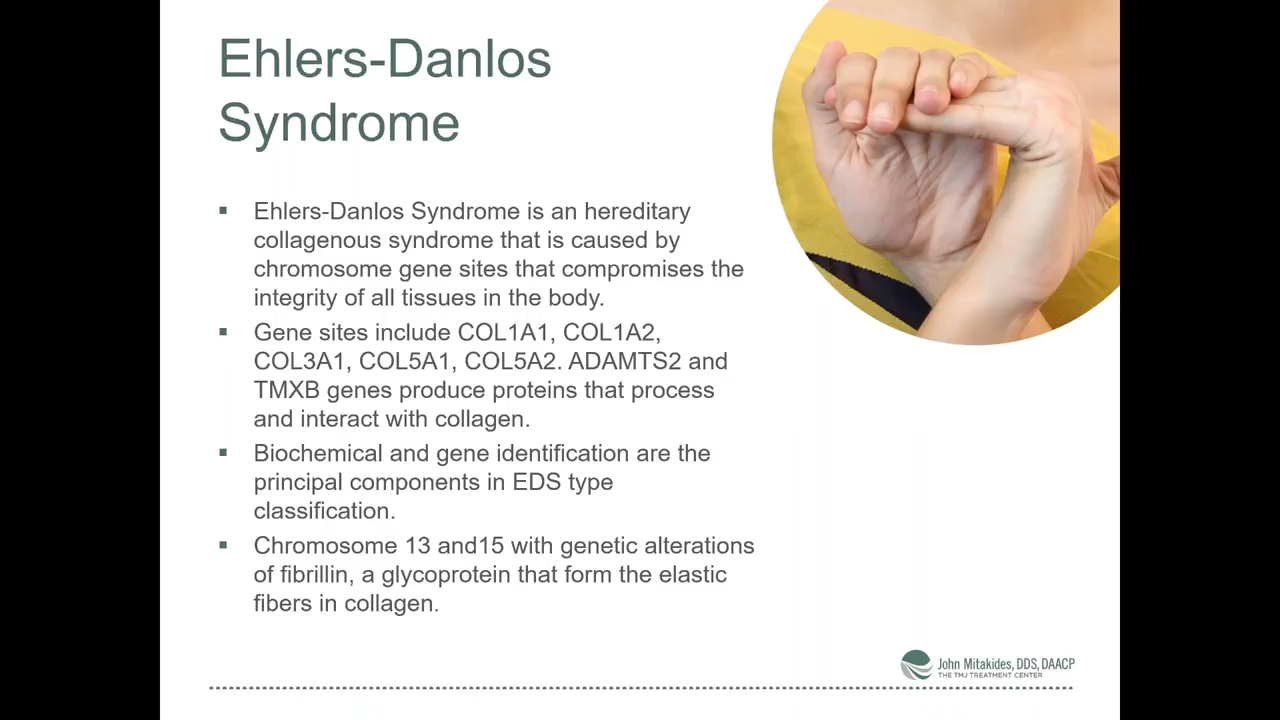 Ehlers-Danlos
Syndrome
▪ Ehlers-Danlos Syndrome is an hereditary
collagenous syndrome that is caused by
chromosome gene sites that compromises the
integrity of all tissues in the body.
▪ Gene sites include COL1A1, COL1A2,
COL3A1, COL5A1, COL5A2. ADAMTS2 and
TMXB genes produce proteins that process
and interact with collagen.
▪ Biochemical and gene identification are the
principal components in EDS type
classification.
▪ Chromosome 13 and15 with genetic alterations
of fibrillin, a glycoprotein that form the elastic
fibers in collagen.
John Mitakides, DDS, DAACP
THE TMJ TREATMENT CENTER